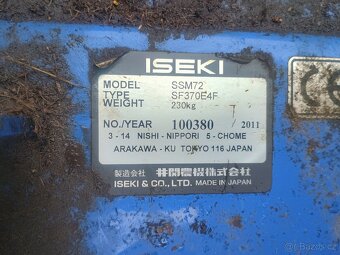 ISEKI
MODEL SSM72
TYPE SF370E4F
WEIGHT 230kg
NO./YEAR 100380 / 2011
3 - 14 NISHI - NIPPORI 5 - CHOME
ARAKAWA - KU TOKYO 116 JAPAN
製造会社 井関農機株式会社
ISEKI & CO., LTD. MADE IN JAPAN
CE